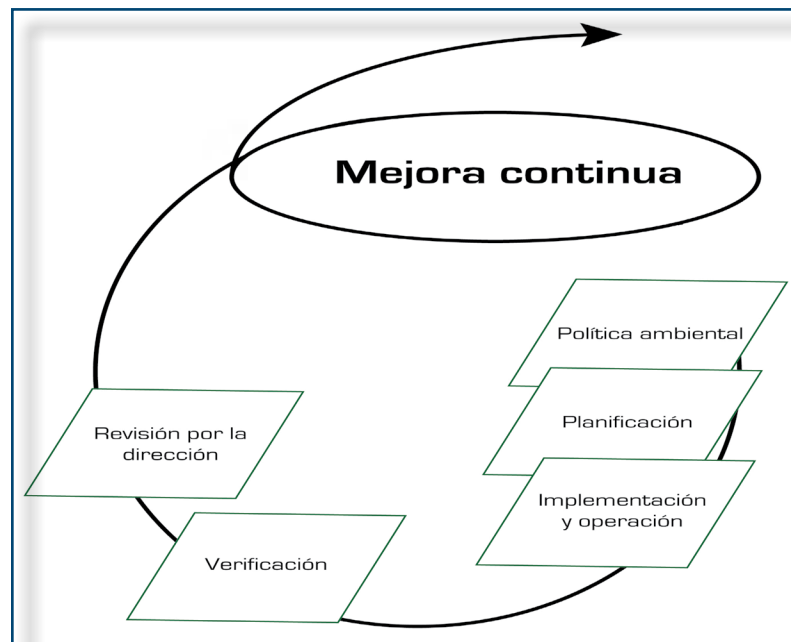 Mejora continua
Política ambiental
Planificación
Implementación
y operación
Verificación
Revisión por la
dirección